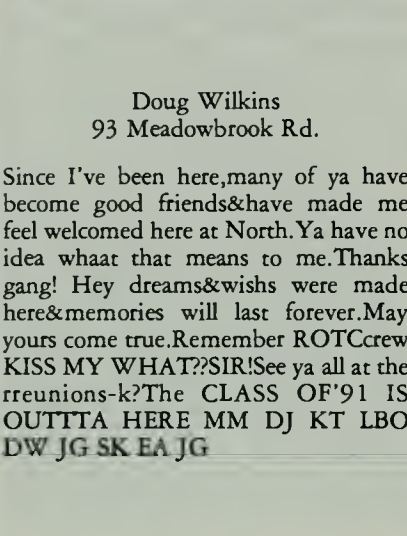 Doug Wilkins
93 Meadowbrook Rd.
Since I've been here,many of ya have
become good friends&have made me
feel welcomed here at North.Ya have no
idea whaat that means to me.Thanks
gang! Hey dreams&wishs were made
here&memories will last forever.May
yours come true.Remember ROTCcrew
KISS MY WHAT??SIR!See ya all at the
rreunions-k?The CLASS OF'91 IS
OUTTTA HERE MM DJ KT LBO
DW JG SK EA JG